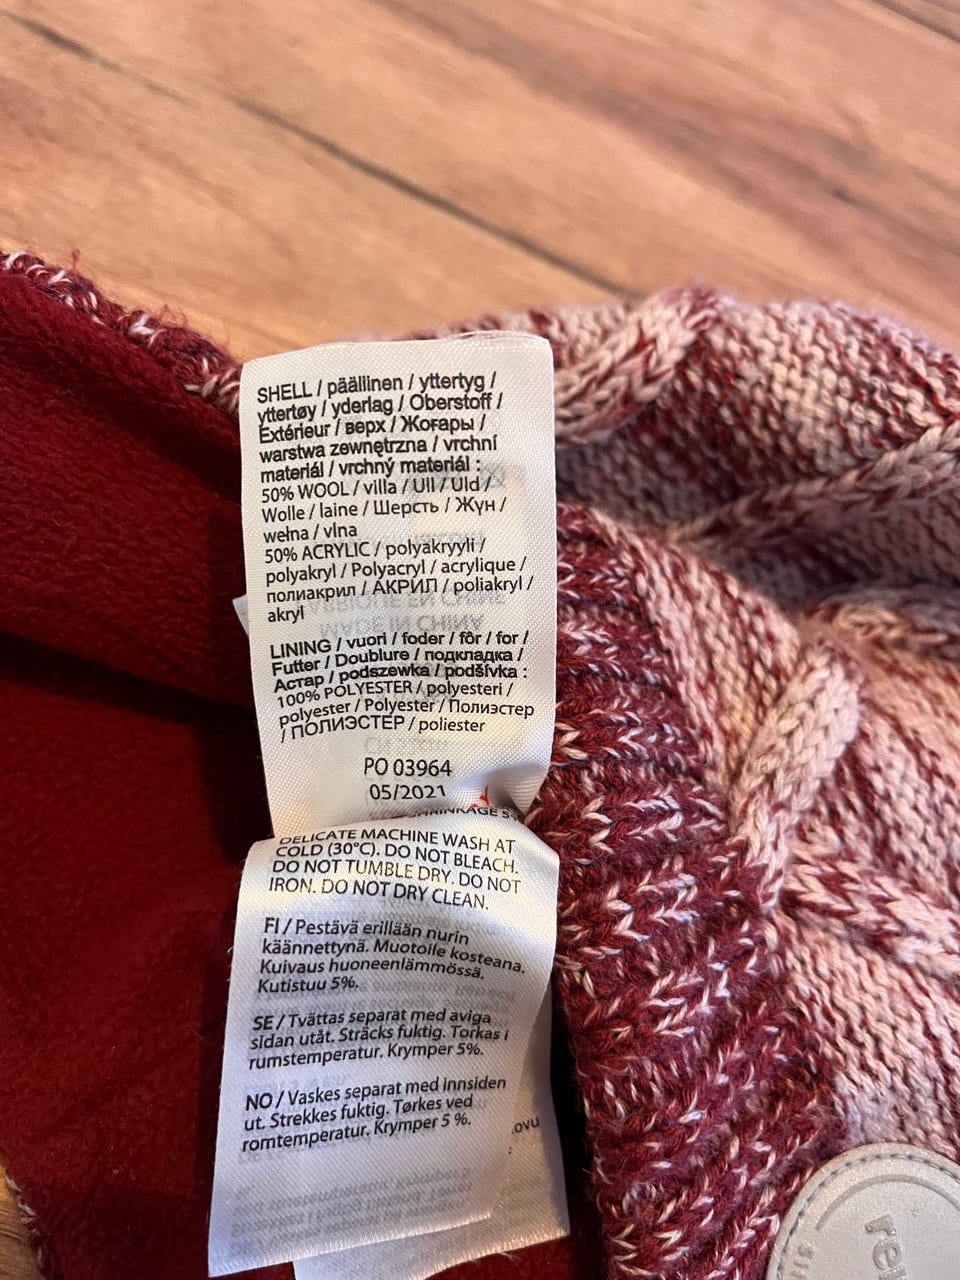 SHELL / päällinen / yttertyg /
yttertøy / yderlag / Oberstoff /
Extérieur / верх / Жоғары /
warstwa zewnętrzna / vrchní
materiál / vrchný materiál :
50% WOOL / villa / Ull / Uld /
Wolle / laine / Шерсть / Жүн /
wełna / vlna
50% ACRYLIC / polyakryyli /
polyakryl / Polyacryl / acrylique /
полиакрил / АКРИЛ / poliakryl /
akryl
LINING / vuori / foder / fôr / for /
Futter / Doublure / подкладка /
Астар / podszewka / podšívka :
100% POLYESTER / polyesteri /
polyester / Polyester / Полиэстер
/ ПОЛИЭСТЕР / poliester
PO 03964
05/2021
SHRINKAGE 5
DELICATE MACHINE WASH AT
COLD (30°C). DO NOT BLEACH.
DO NOT TUMBLE DRY. DO NOT
IRON. DO NOT DRY CLEAN.
FI / Pestävä erillään nurin
käännettynä. Muotoile kosteana.
Kuivaus huoneenlämmössä.
Kutistuu 5%.
SE / Tvättas separat med aviga
sidan utåt. Sträcks fuktig. Torkas i
rumstemperatur. Krymper 5%.
NO / Vaskes separat med innsiden
ut. Strekkes fuktig. Tørkes ved
romtemperatur. Krymper 5 %.